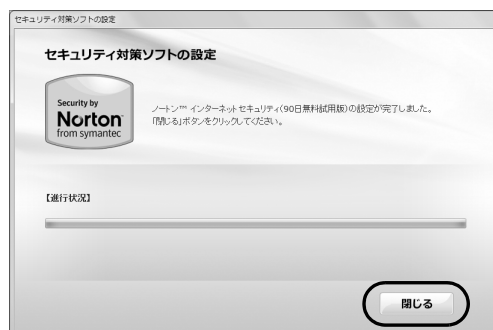 セキュリティ対策ソフトの設定
セキュリティ対策ソフトの設定
Security by
Norton
from symantec
ノートン™ インターネットセキュリティ(90日無料試用版)の設定が完了しました。
「閉じる」ボタンをクリックしてください。
【進行状況】
閉じる